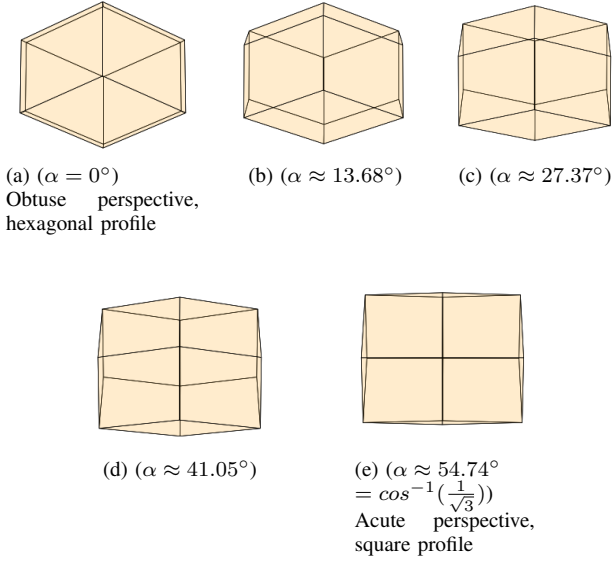 (a) (α = 0°)
Obtuse perspective,
hexagonal profile
(b) (α ≈ 13.68°)
(c) (α ≈ 27.37°)
(d) (α ≈ 41.05°)
(e) (α ≈ 54.74°
= cos⁻¹(1/√3))
Acute perspective,
square profile